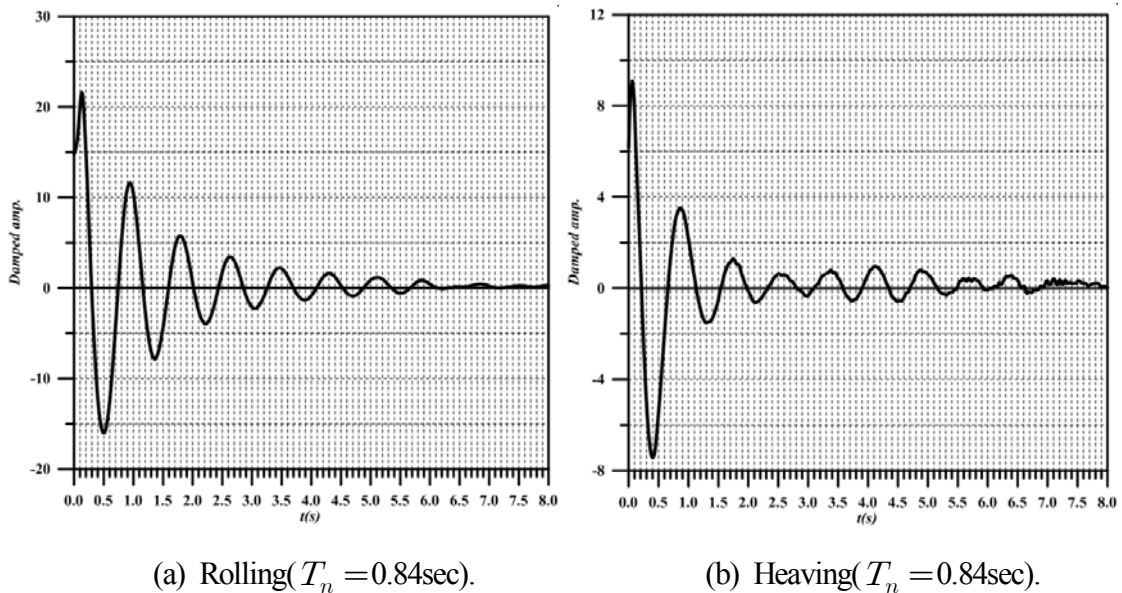 30
20
10
0
-10
-20
Damped amp.
0.0 0.5 1.0 1.5 2.0 2.5 3.0 3.5 4.0 4.5 5.0 5.5 6.0 6.5 7.0 7.5 8.0
t(s)
(a) Rolling(T_n =0.84sec).
12
8
4
0
-4
-8
Damped amp.
0.0 0.5 1.0 1.5 2.0 2.5 3.0 3.5 4.0 4.5 5.0 5.5 6.0 6.5 7.0 7.5 8.0
t(s)
(b) Heaving(T_n =0.84sec).